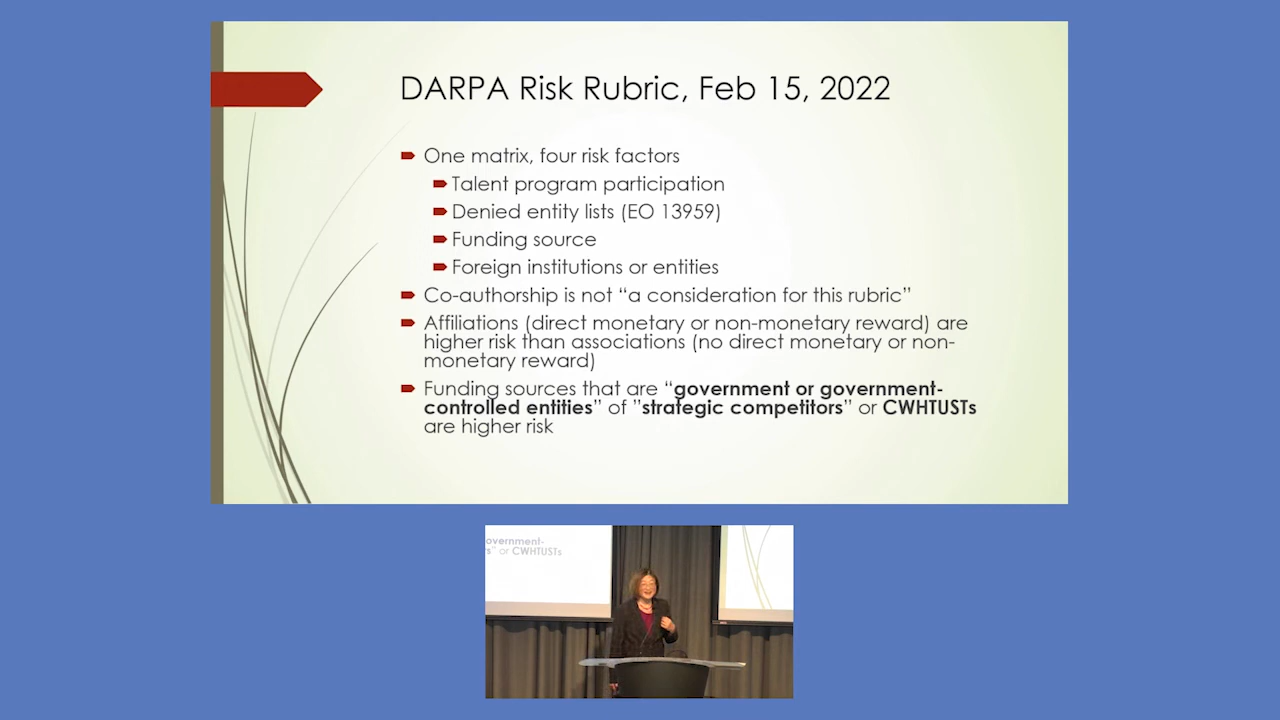 DARPA Risk Rubric, Feb 15, 2022
One matrix, four risk factors
Talent program participation
Denied entity lists (EO 13959)
Funding source
Foreign institutions or entities
Co-authorship is not “a consideration for this rubric”
Affiliations (direct monetary or non-monetary reward) are
higher risk than associations (no direct monetary or non-
monetary reward)
Funding sources that are “government or government-
controlled entities” of ”strategic competitors” or CWHTUSTs
are higher risk
overnment-
s” or CWHTUSTs